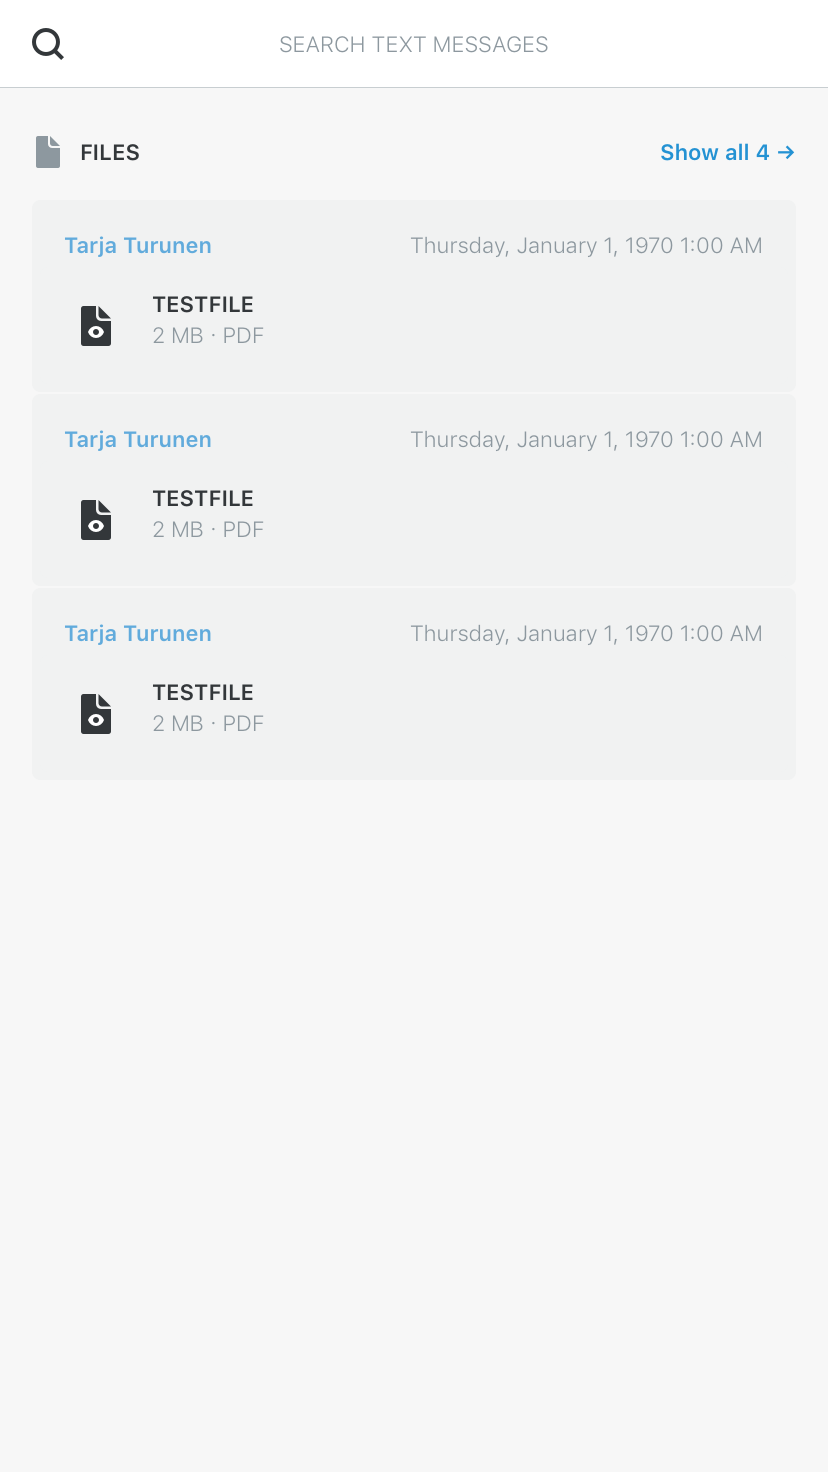 SEARCH TEXT MESSAGES
FILES
Show all 4 →
Tarja Turunen
Thursday, January 1, 1970 1:00 AM
TESTFILE
2 MB · PDF
Tarja Turunen
Thursday, January 1, 1970 1:00 AM
TESTFILE
2 MB · PDF
Tarja Turunen
Thursday, January 1, 1970 1:00 AM
TESTFILE
2 MB · PDF